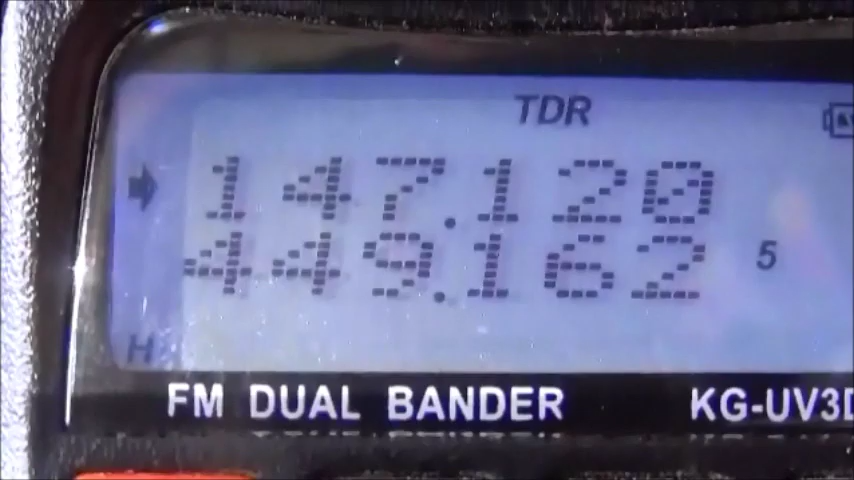 TDR
147.120
449.162 5
H
FM DUAL BANDER KG-UV3D